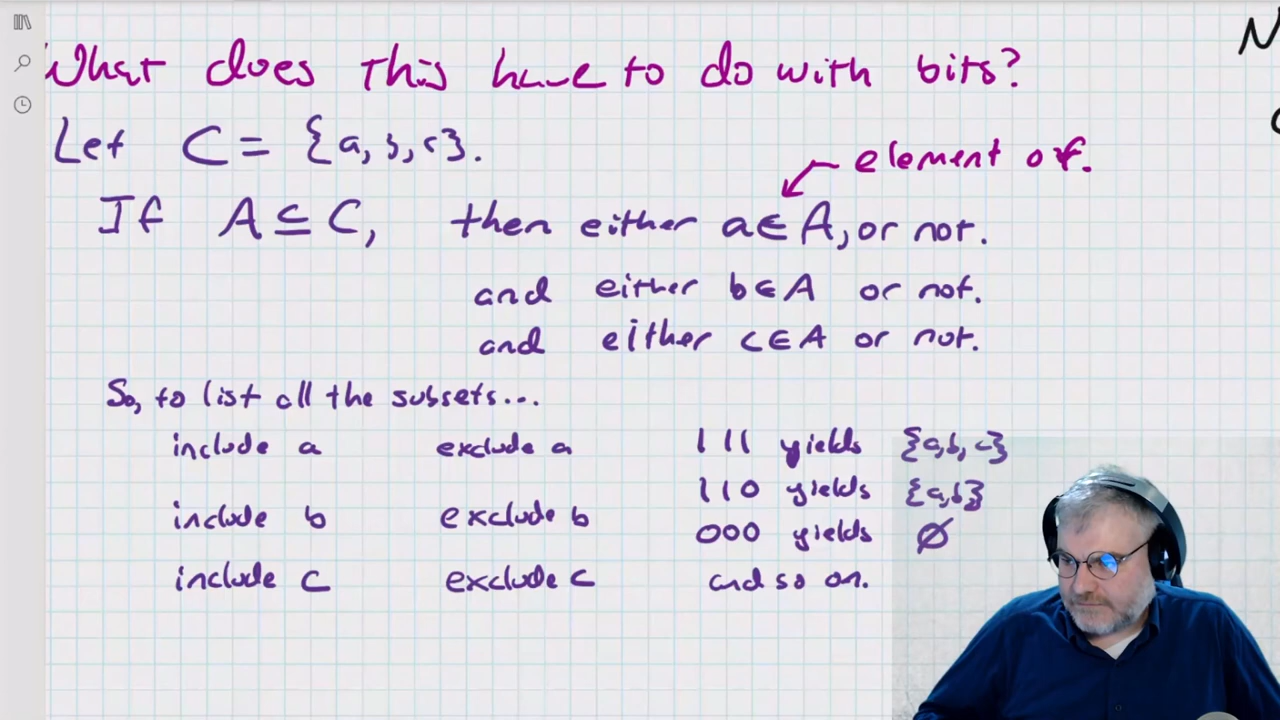 What does this have to do with bits?
Let C = {a, b, c}.
element of.
If A ⊆ C, then either a ∈ A, or not.
and either b ∈ A or not.
and either c ∈ A or not.
So, to list all the subsets...
include a exclude a 111 yields {a, b, c}
110 yields {a, b}
include b exclude b 000 yields ∅
include c exclude c and so on.